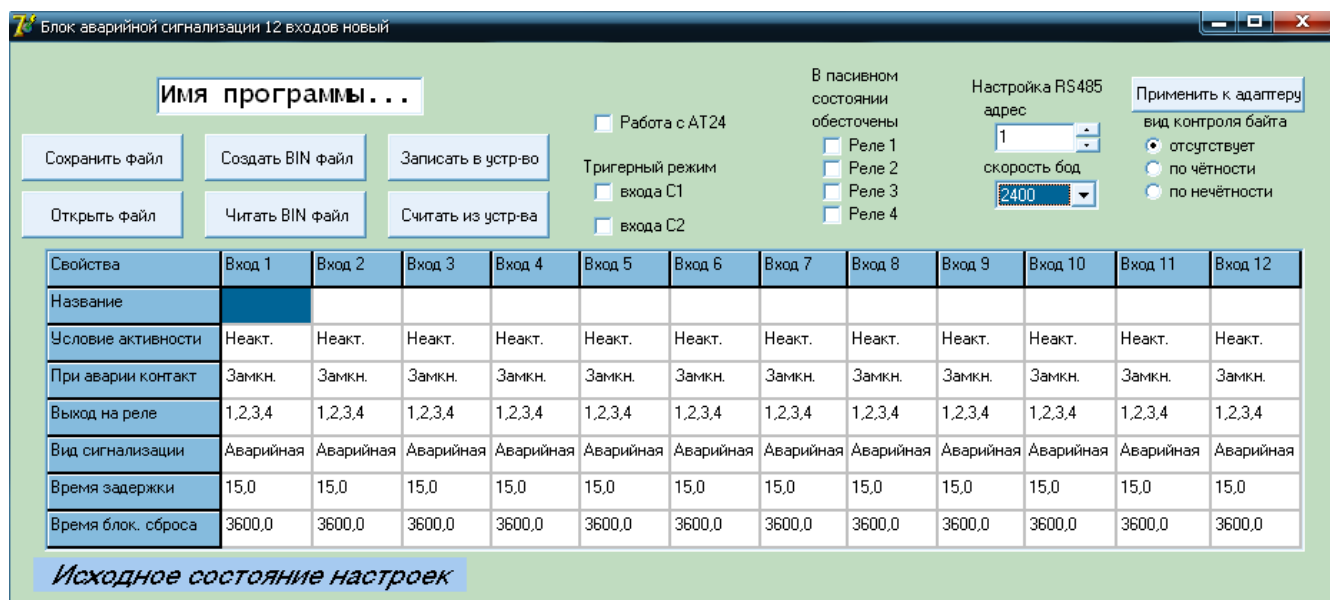 Блок аварийной сигнализации 12 входов новый
Имя программы...
Сохранить файл
Создать BIN файл
Записать в устр-во
Открыть файл
Читать BIN файл
Считать из устр-ва
Работа с АТ24
Тригерный режим
входа С1
входа С2
В пасивном
состоянии
обесточены
Реле 1
Реле 2
Реле 3
Реле 4
Настройка RS485
адрес
1
скорость бод
2400
Применить к адаптеру
вид контроля байта
отсутствует
по чётности
по нечётности
Свойства Вход 1 Вход 2 Вход 3 Вход 4 Вход 5 Вход 6 Вход 7 Вход 8 Вход 9 Вход 10 Вход 11 Вход 12
Название
Условие активности Неакт. Неакт. Неакт. Неакт. Неакт. Неакт. Неакт. Неакт. Неакт. Неакт. Неакт. Неакт.
При аварии контакт Замкн. Замкн. Замкн. Замкн. Замкн. Замкн. Замкн. Замкн. Замкн. Замкн. Замкн. Замкн.
Выход на реле 1,2,3,4 1,2,3,4 1,2,3,4 1,2,3,4 1,2,3,4 1,2,3,4 1,2,3,4 1,2,3,4 1,2,3,4 1,2,3,4 1,2,3,4 1,2,3,4
Вид сигнализации Аварийная Аварийная Аварийная Аварийная Аварийная Аварийная Аварийная Аварийная Аварийная Аварийная Аварийная Аварийная
Время задержки 15,0 15,0 15,0 15,0 15,0 15,0 15,0 15,0 15,0 15,0 15,0 15,0
Время блок. сброса 3600,0 3600,0 3600,0 3600,0 3600,0 3600,0 3600,0 3600,0 3600,0 3600,0 3600,0 3600,0
Исходное состояние настроек